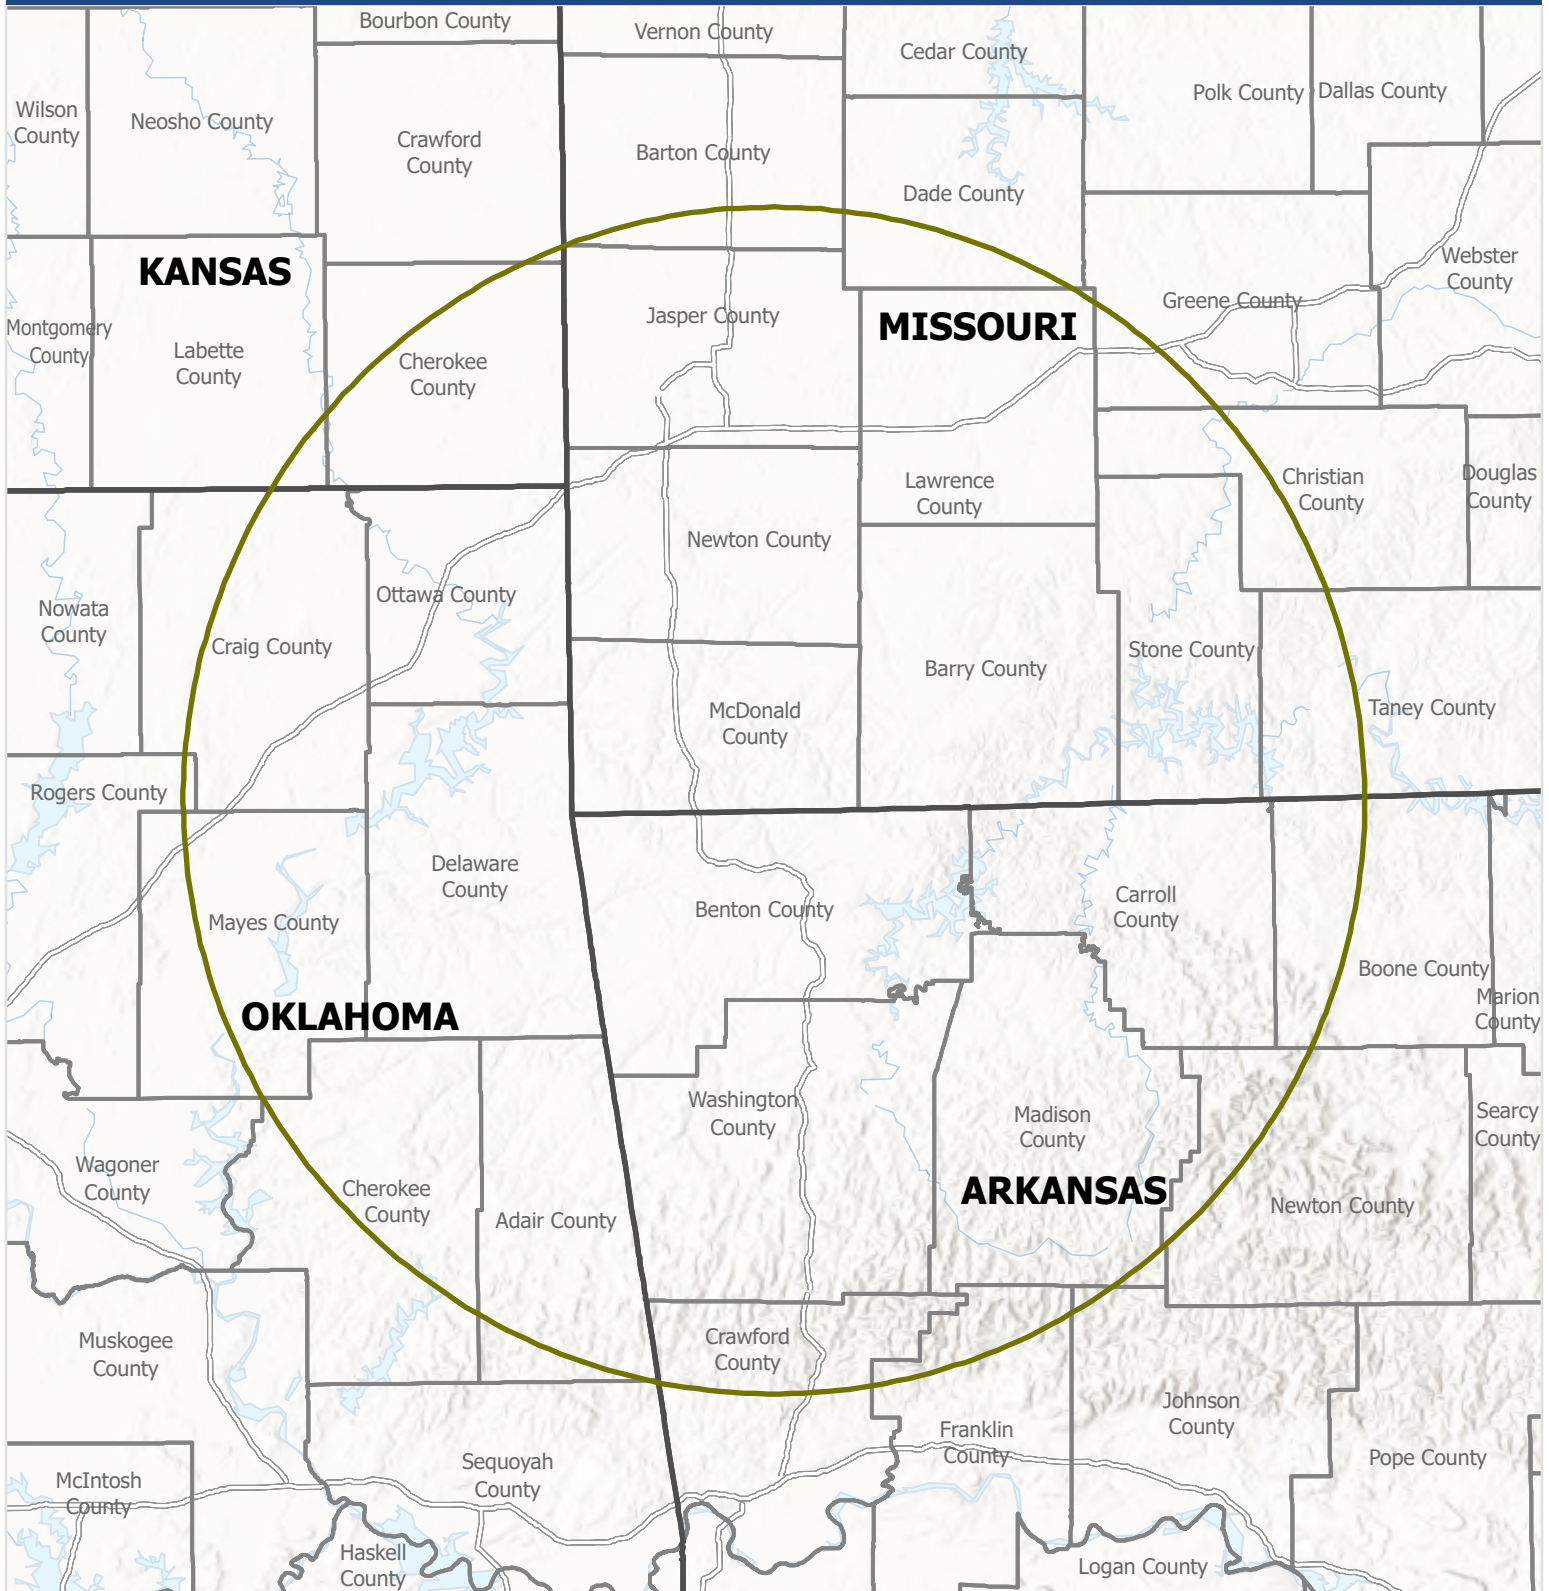 Bourbon County
Vernon County
Cedar County
Polk County
Dallas County
Wilson
County
Neosho County
Crawford
County
Barton County
Dade County
KANSAS
Webster
County
Greene County
Jasper County
MISSOURI
Montgomery
County
Labette
County
Cherokee
County
Lawrence
County
Christian
County
Douglas
County
Newton County
Ottawa County
Nowata
County
Craig County
Stone County
Barry County
McDonald
County
Taney County
Rogers County
Delaware
County
Carroll
County
Benton County
Mayes County
Boone County
Marion
County
OKLAHOMA
Washington
County
Madison
County
Searcy
County
Wagoner
County
Cherokee
County
ARKANSAS
Newton County
Adair County
Muskogee
County
Crawford
County
Johnson
County
Franklin
County
Pope County
McIntosh
County
Sequoyah
County
Haskell
County
Logan County